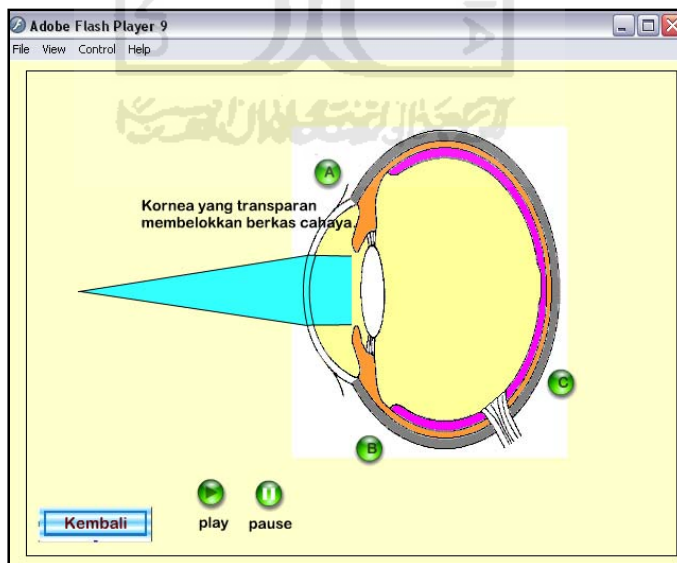 Adobe Flash Player 9
File View Control Help
A
Kornea yang transparan
membelokkan berkas cahaya
C
B
play pause
Kembali